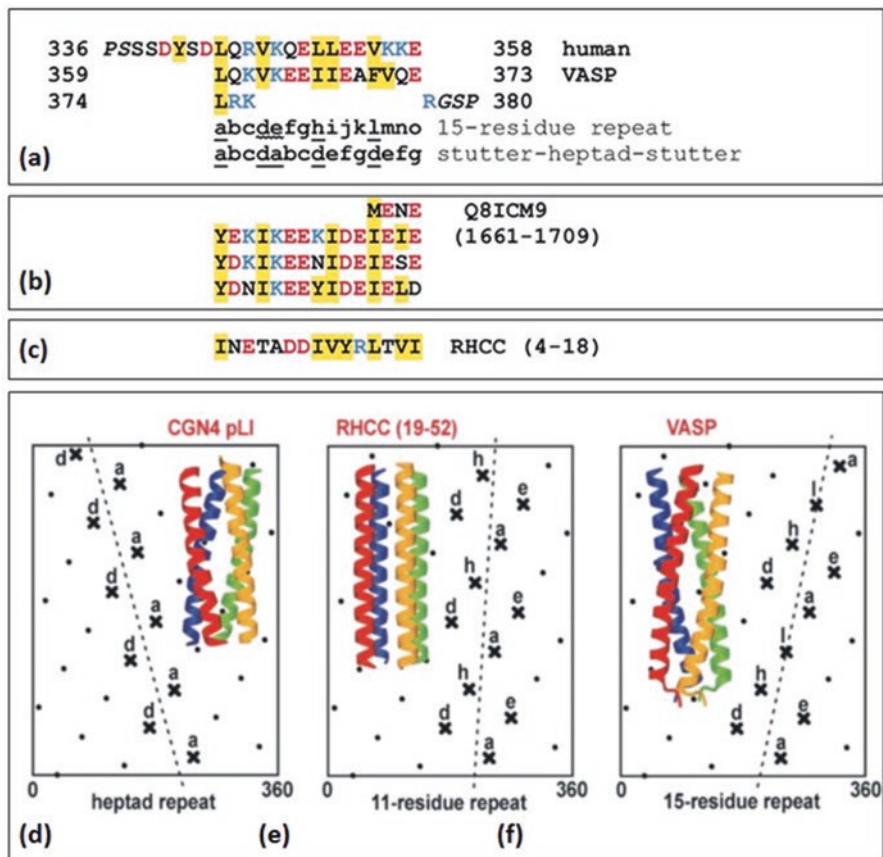 336 PSSSDYSDLQRVKQELLEEVKKE 358 human
359 LQKVKEEIIEAFVQE 373 VASP
374 LRK RGSP 380
abcdefghijklmno 15-residue repeat
(a) abcdabcdefgdefg stutter-heptad-stutter
MENE Q8ICM9
YEKIKEEKIDEIEIE (1661-1709)
YDKIKEENIDEIESE
(b) YDNIKEEYIDEIELD
(c) INETADDIVYRLTVI RHCC (4-18)
CGN4 pLI
d
a
d
a
d
a
d
a
d
a
0 360
heptad repeat
(d)
RHCC (19-52)
h
e
d
a
h
e
d
a
h
e
d
a
0 360
11-residue repeat
(e)
VASP
a
l
h
e
d
a
l
h
e
d
a
0 360
15-residue repeat
(f)